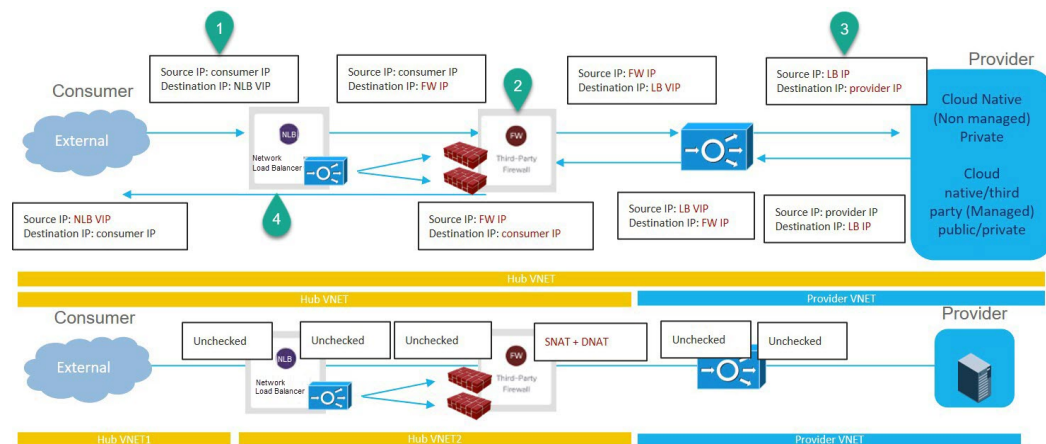 1
3
Source IP: consumer IP
Destination IP: NLB VIP
Source IP: consumer IP
Destination IP: FW IP
2
Source IP: FW IP
Destination IP: LB VIP
Source IP: LB IP
Destination IP: provider IP
Provider
Consumer
External
NLB
Network
Load Balancer
FW
Third-Party
Firewall
Cloud Native
(Non managed)
Private
Cloud
native/third
party (Managed)
public/private
4
Source IP: NLB VIP
Destination IP: consumer IP
Source IP: FW IP
Destination IP: consumer IP
Source IP: LB VIP
Destination IP: FW IP
Source IP: provider IP
Destination IP: LB IP
Hub VNET
Hub VNET
Provider VNET
Consumer
Provider
External
Unchecked
Unchecked
Unchecked
SNAT + DNAT
Unchecked
Unchecked
NLB
Network
Load Balancer
FW
Third-Party
Firewall
Hub VNET1
Hub VNET2
Provider VNET